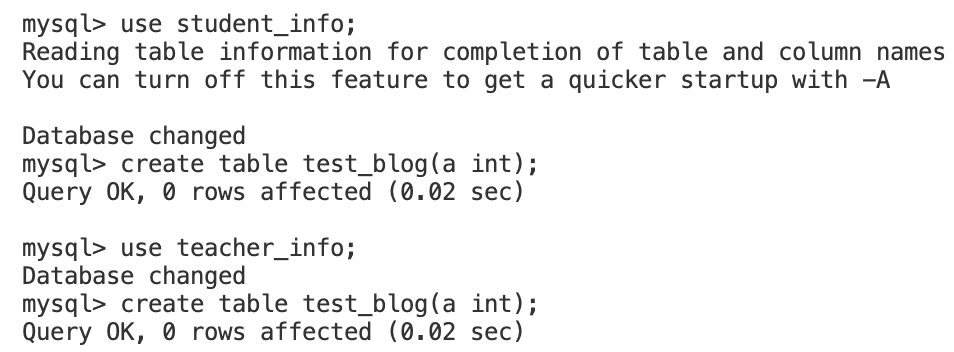 mysql> use student_info;
Reading table information for completion of table and column names
You can turn off this feature to get a quicker startup with -A
Database changed
mysql> create table test_blog(a int);
Query OK, 0 rows affected (0.02 sec)
mysql> use teacher_info;
Database changed
mysql> create table test_blog(a int);
Query OK, 0 rows affected (0.02 sec)